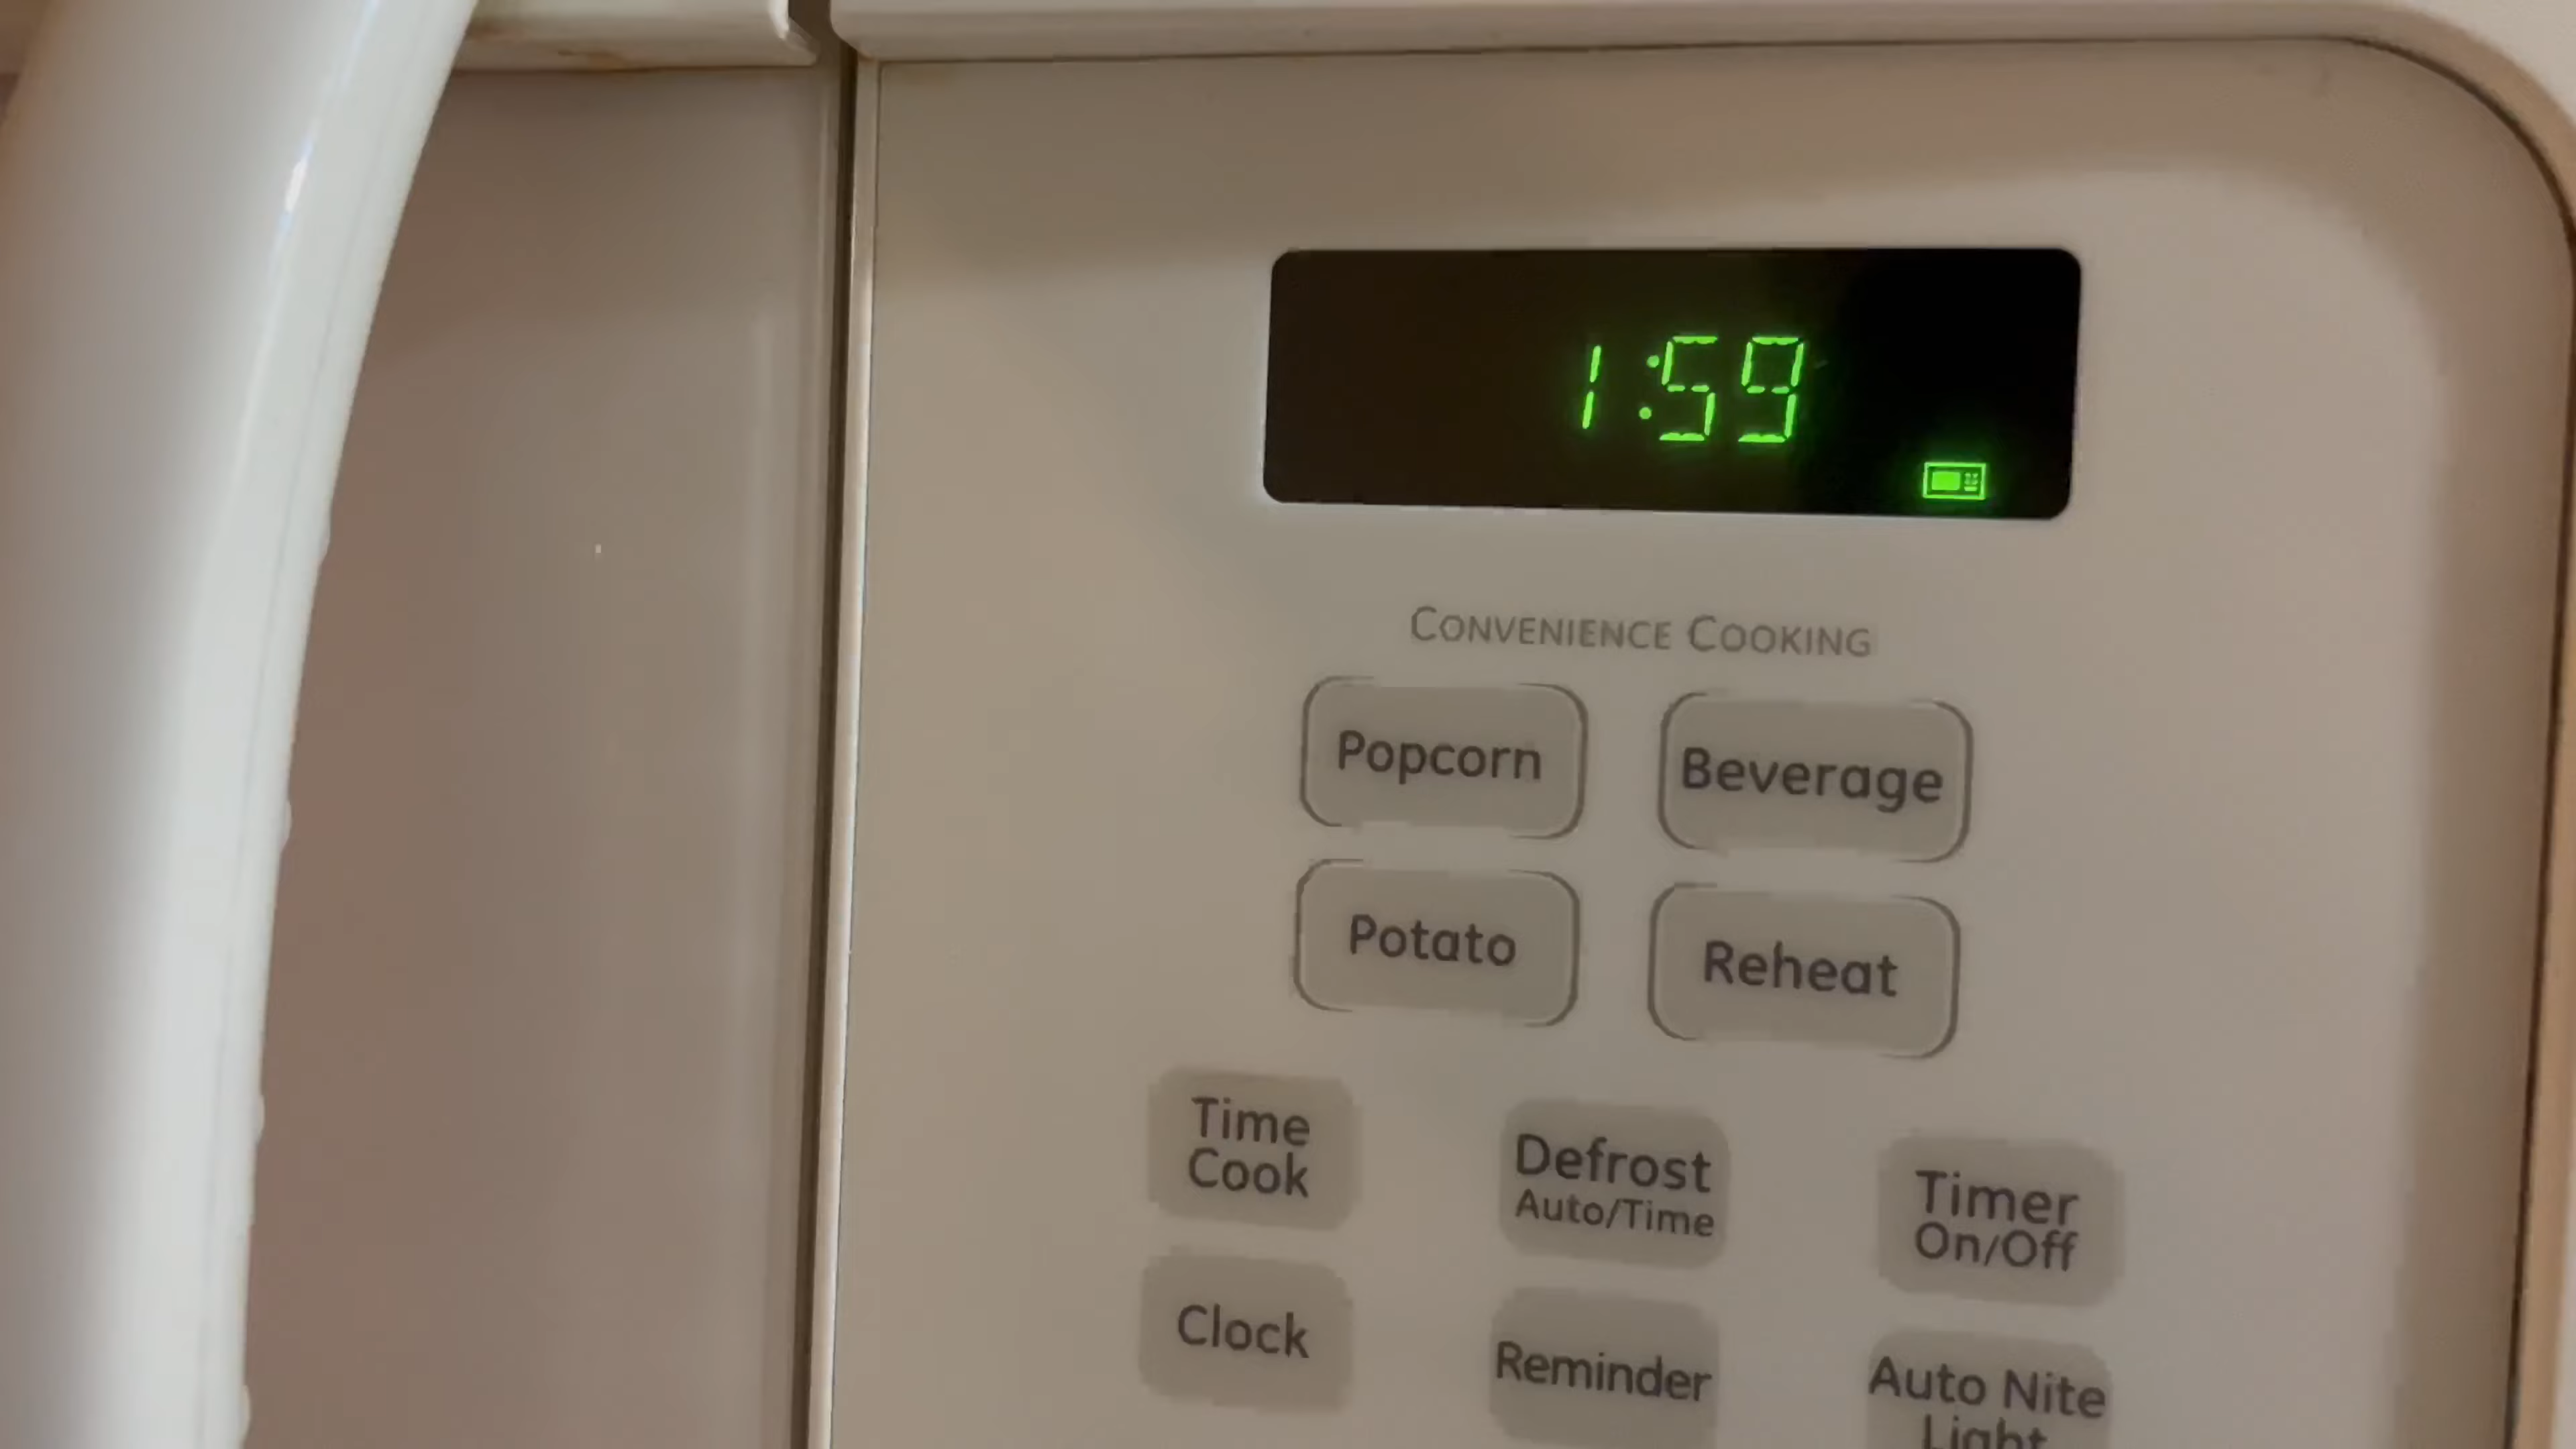 1:59
CONVENIENCE COOKING
Popcorn
Beverage
Potato
Reheat
Time
Cook
Defrost
Auto/Time
Timer
On/Off
Clock
Reminder
Auto Nite
Light